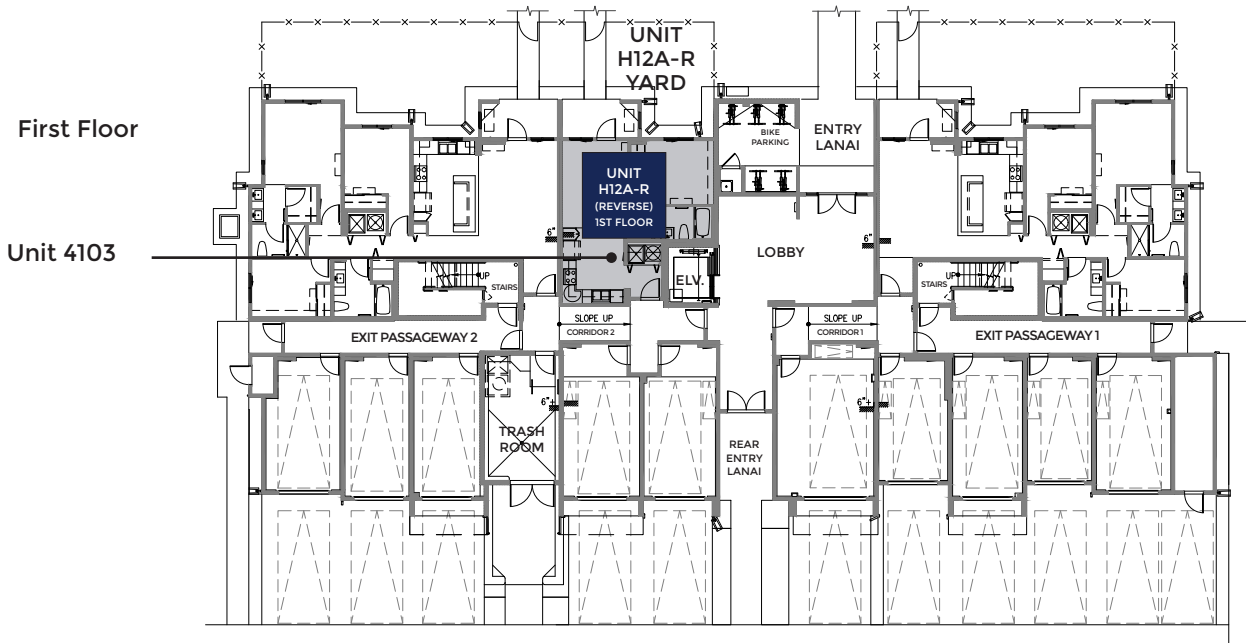 UNIT
H12A-R
YARD
First Floor
BIKE
PARKING
ENTRY
LANAI
UNIT
H12A-R
(REVERSE)
1ST FLOOR
6"
6"
Unit 4103
LOBBY
ELV.
UP
STAIRS
UP
STAIRS
SLOPE UP
CORRIDOR 2
SLOPE UP
CORRIDOR 1
EXIT PASSAGEWAY 2
EXIT PASSAGEWAY 1
6"
6"
TRASH
ROOM
REAR
ENTRY
LANAI